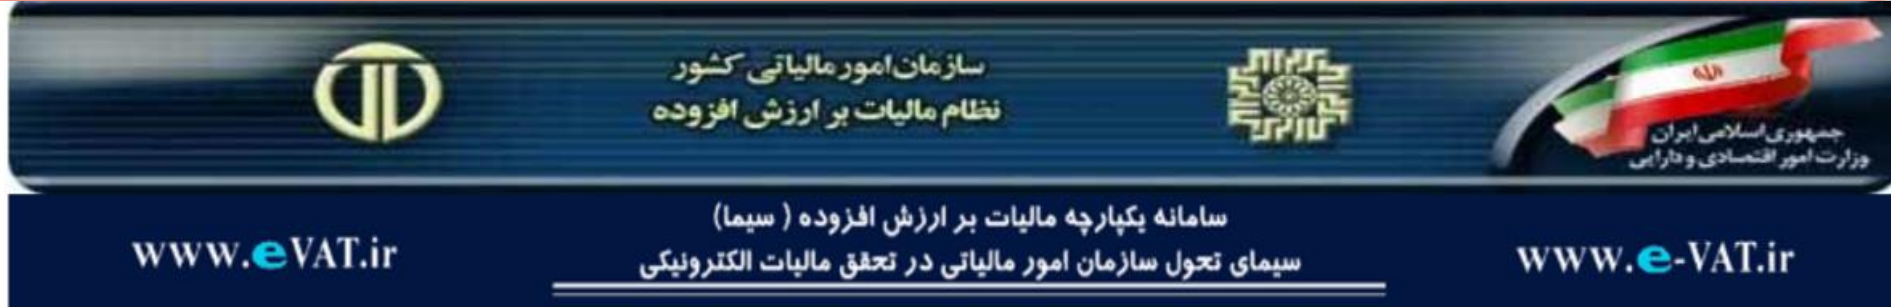 جمهوری اسلامی ایران
وزارت امور اقتصادی و دارایی
سازمان امور مالیاتی کشور
نظام مالیات بر ارزش افزوده
سامانه یکپارچه مالیات بر ارزش افزوده ( سیما)
سیمای تحول سازمان امور مالیاتی در تحقق مالیات الکترونیکی
www.e-VAT.ir
www.eVAT.ir